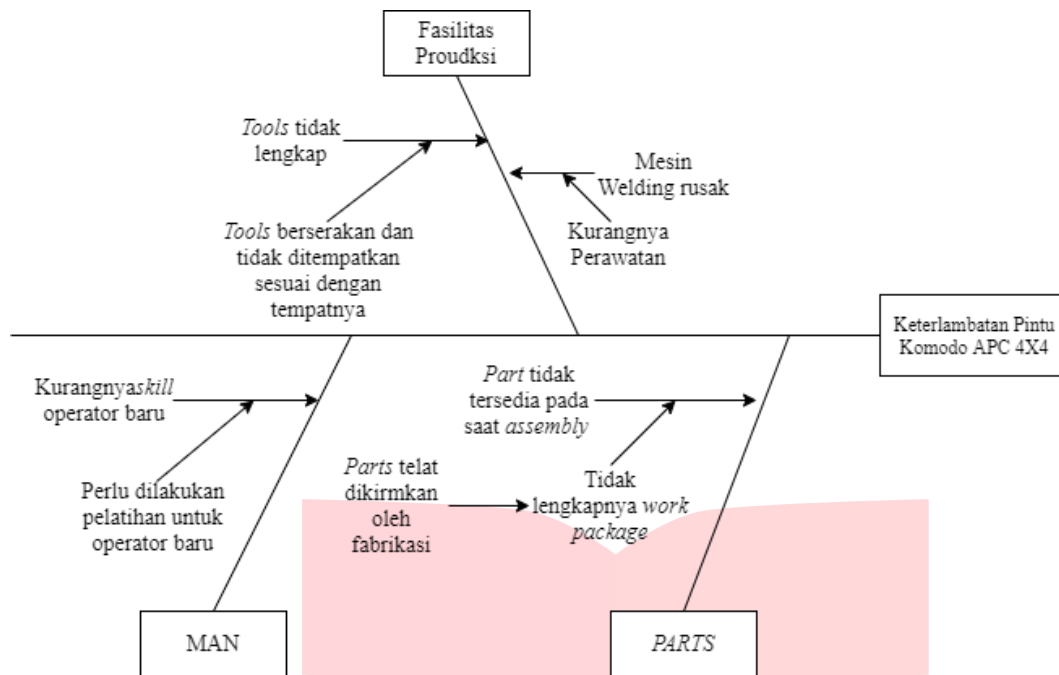 Fasilitas
Proudksi
Tools tidak
lengkap
Mesin
Welding rusak
Tools berserakan dan
tidak ditempatkan
sesuai dengan
tempatnya
Kurangnya
Perawatan
Keterlambatan Pintu
Komodo APC 4X4
Kurangnyaskill
operator baru
Part tidak
tersedia pada
saat assembly
Perlu dilakukan
pelatihan untuk
operator baru
Parts telat
dikirmkan
oleh
fabrikasi
Tidak
lengkapnya work
package
MAN
PARTS